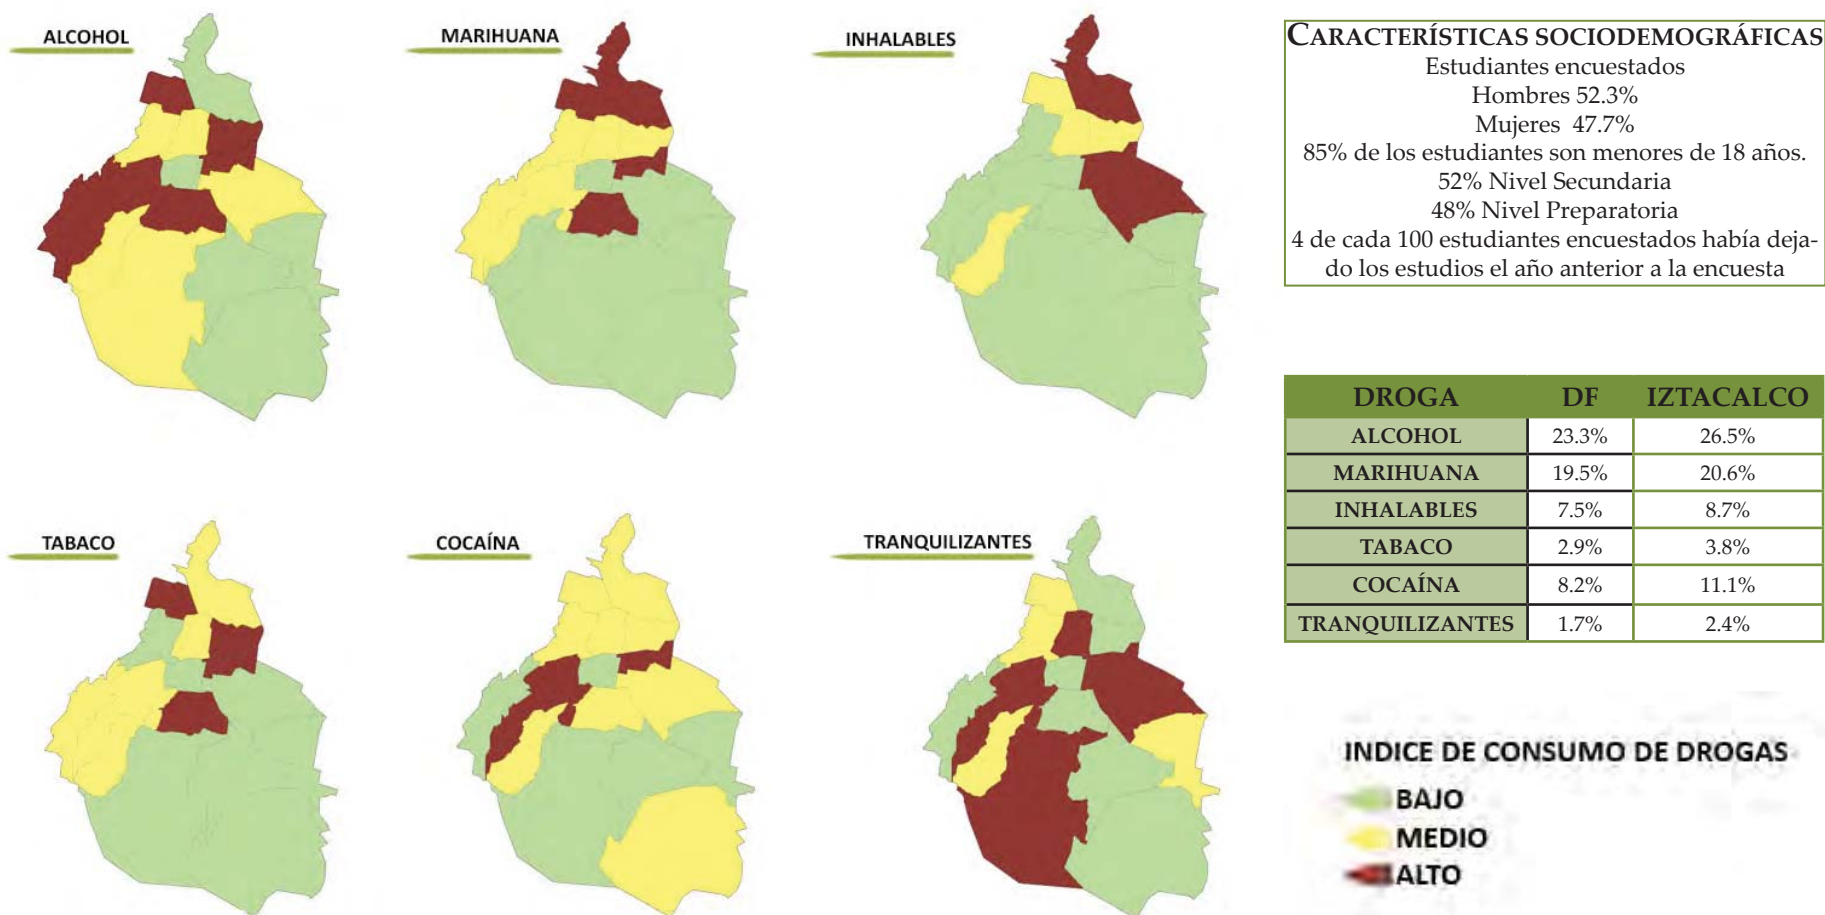 ALCOHOL
MARIHUANA
INHALABLES
CARACTERÍSTICAS SOCIODEMOGRÁFICAS
Estudiantes encuestados
Hombres 52.3%
Mujeres 47.7%
85% de los estudiantes son menores de 18 años.
52% Nivel Secundaria
48% Nivel Preparatoria
4 de cada 100 estudiantes encuestados había deja-
do los estudios el año anterior a la encuesta
DROGA DF IZTACALCO
ALCOHOL 23.3% 26.5%
MARIHUANA 19.5% 20.6%
INHALABLES 7.5% 8.7%
TABACO 2.9% 3.8%
COCAÍNA 8.2% 11.1%
TRANQUILIZANTES 1.7% 2.4%
TABACO
COCAÍNA
TRANQUILIZANTES
INDICE DE CONSUMO DE DROGAS
BAJO
MEDIO
ALTO